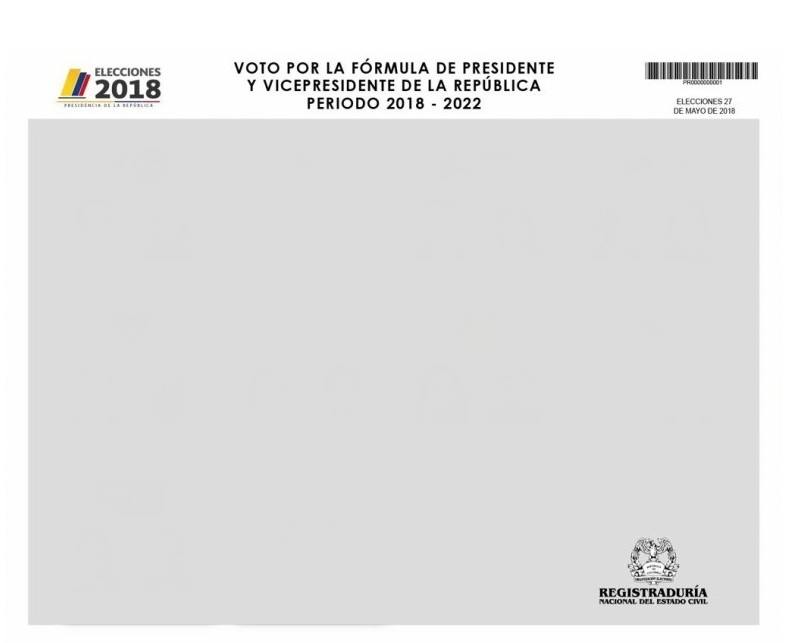 ELECCIONES
2018
PRESIDENCIA DE LA REPÚBLICA
VOTO POR LA FÓRMULA DE PRESIDENTE
Y VICEPRESIDENTE DE LA REPÚBLICA
PERIODO 2018 - 2022
PR0000000001
ELECCIONES 27
DE MAYO DE 2018
REGISTRADURÍA
NACIONAL DEL ESTADO CIVIL